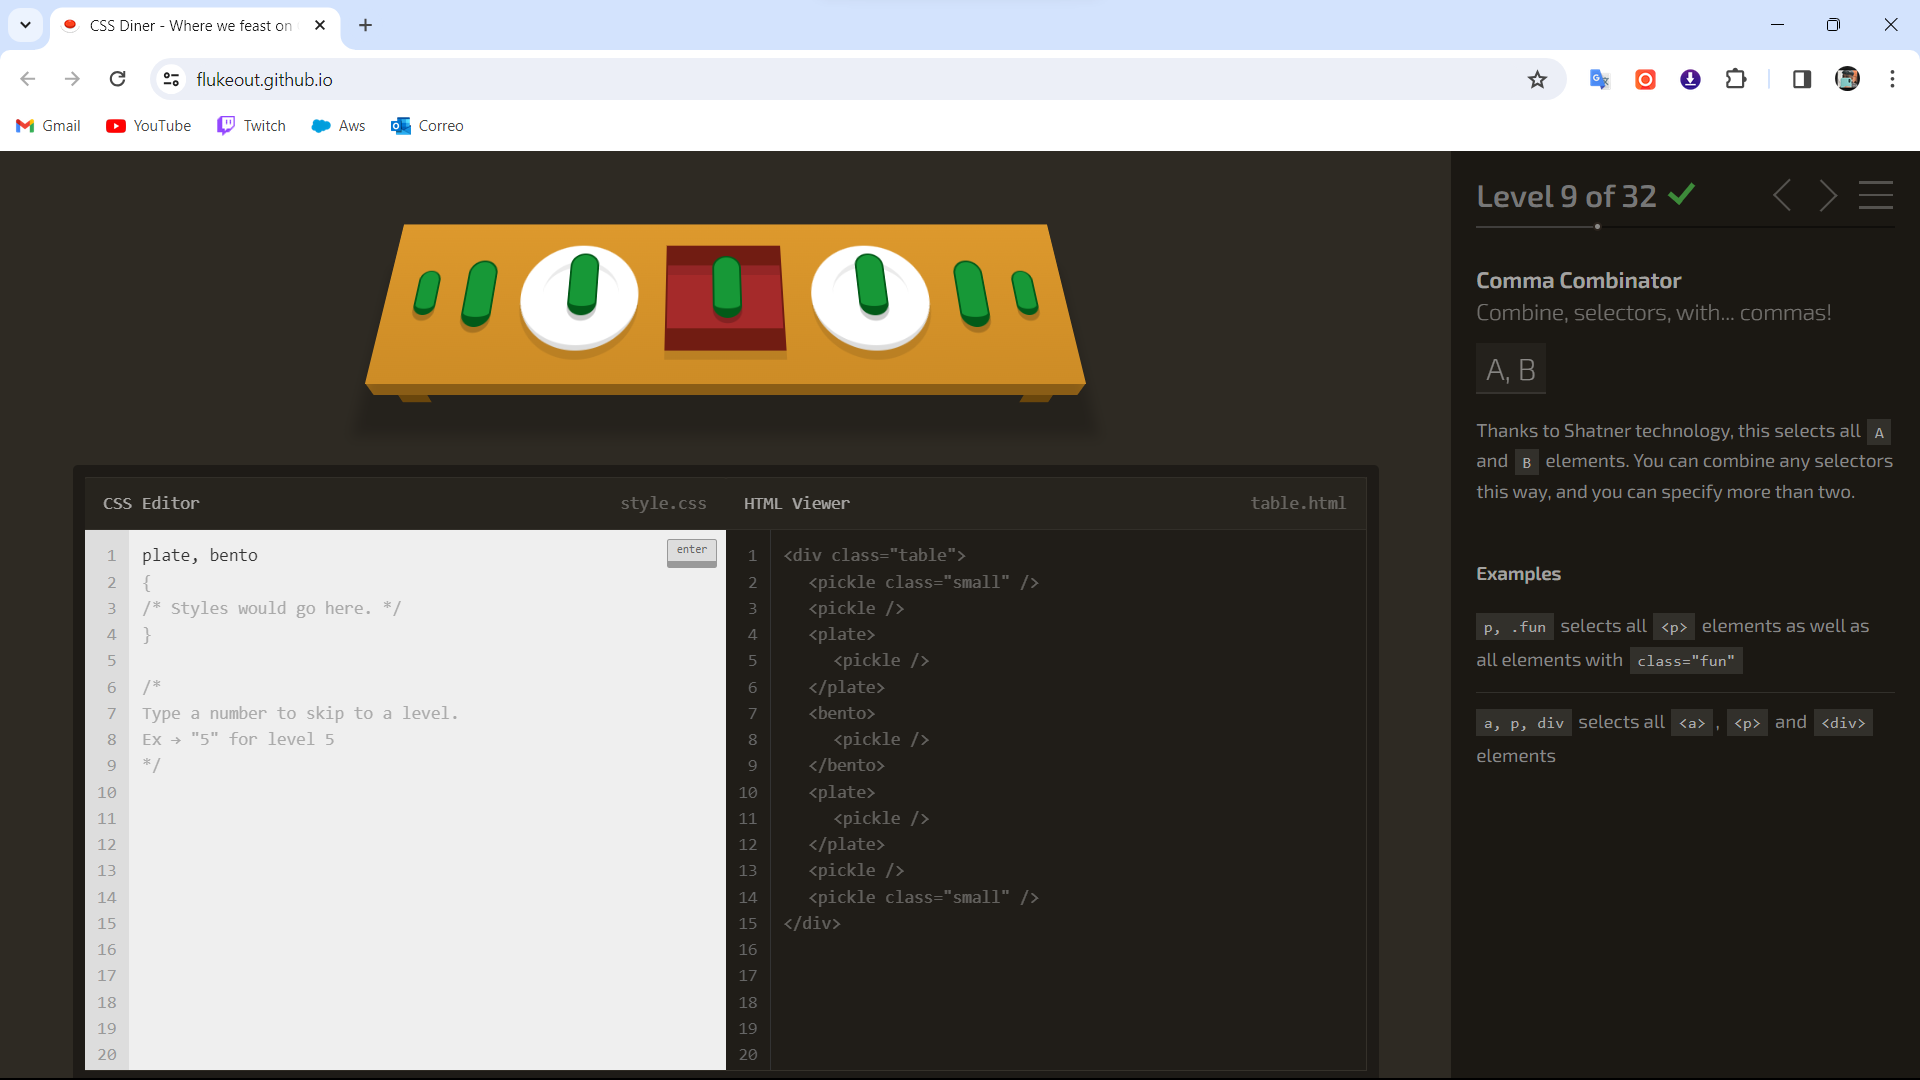 CSS Diner - Where we feast on
flukeout.github.io
Gmail YouTube Twitch Aws Correo
Level 9 of 32
Comma Combinator
Combine, selectors, with... commas!
A, B
Thanks to Shatner technology, this selects all A
and B elements. You can combine any selectors
this way, and you can specify more than two.
Examples
p, .fun selects all <p> elements as well as
all elements with class="fun"
a, p, div selects all <a> , <p> and <div>
elements
CSS Editor style.css
enter
1 plate, bento
2 {
3 /* Styles would go here. */
4 }
5
6 /*
7 Type a number to skip to a level.
8 Ex → "5" for level 5
9 */
10
11
12
13
14
15
16
17
18
19
20
HTML Viewer table.html
1 <div class="table">
2 <pickle class="small" />
3 <pickle />
4 <plate>
5 <pickle />
6 </plate>
7 <bento>
8 <pickle />
9 </bento>
10 <plate>
11 <pickle />
12 </plate>
13 <pickle />
14 <pickle class="small" />
15 </div>
16
17
18
19
20